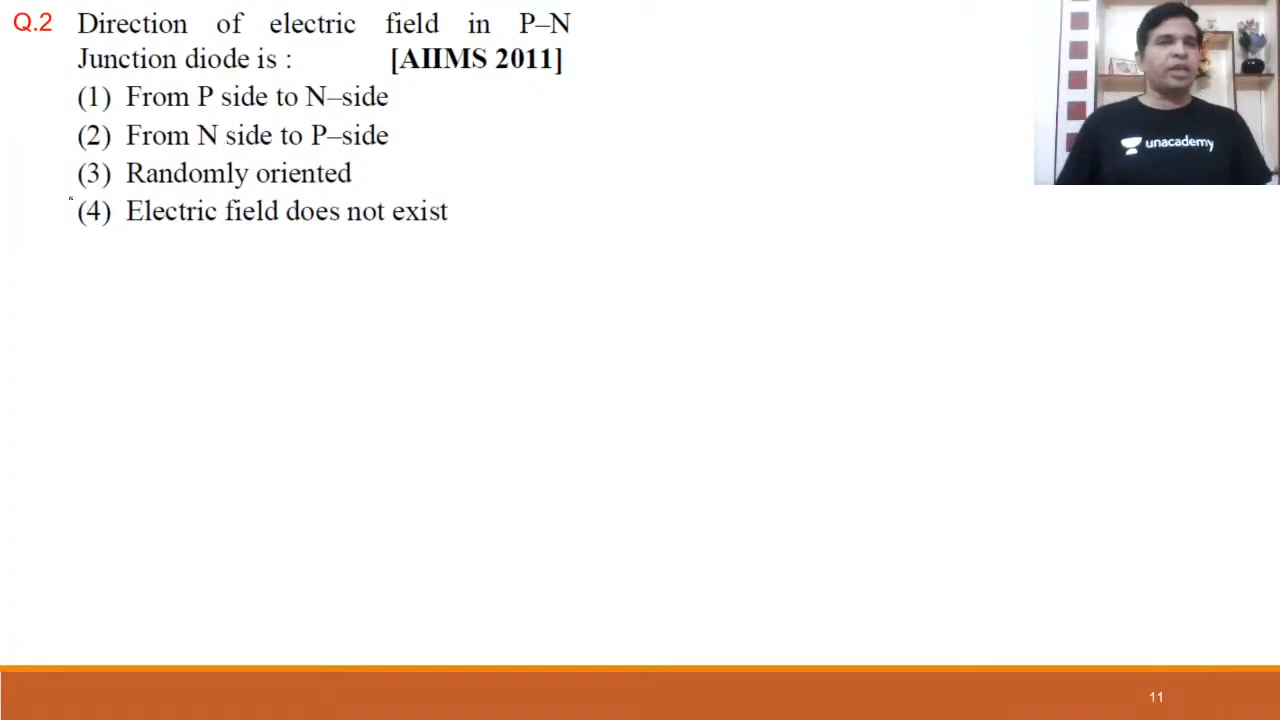 Q.2 Direction of electric field in P–N
Junction diode is : [AIIMS 2011]
(1) From P side to N–side
(2) From N side to P–side
(3) Randomly oriented
(4) Electric field does not exist
unacademy
11